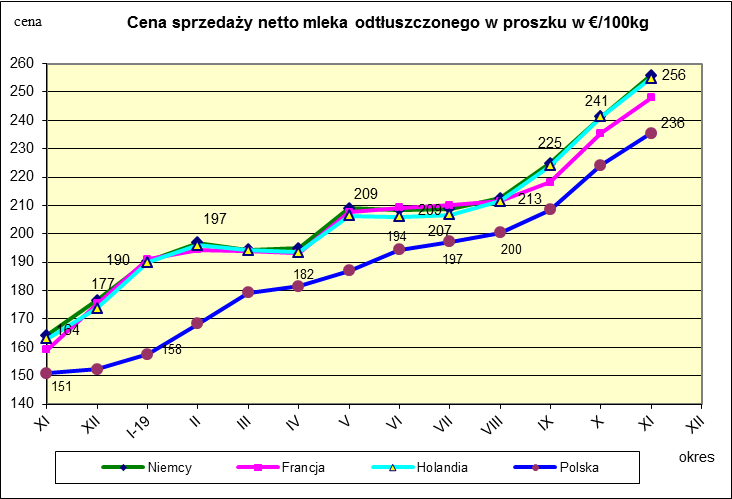 cena
Cena sprzedaży netto mleka odtłuszczonego w proszku w €/100kg
260
250
240
230
220
210
200
190
180
170
160
150
140
256
241
236
225
213
209
209
207
200
197
197
194
190
182
177
164
158
151
XI
XII
I-19
II
III
IV
V
VI
VII
VIII
IX
X
XI
XII
okres
Niemcy Francja Holandia Polska